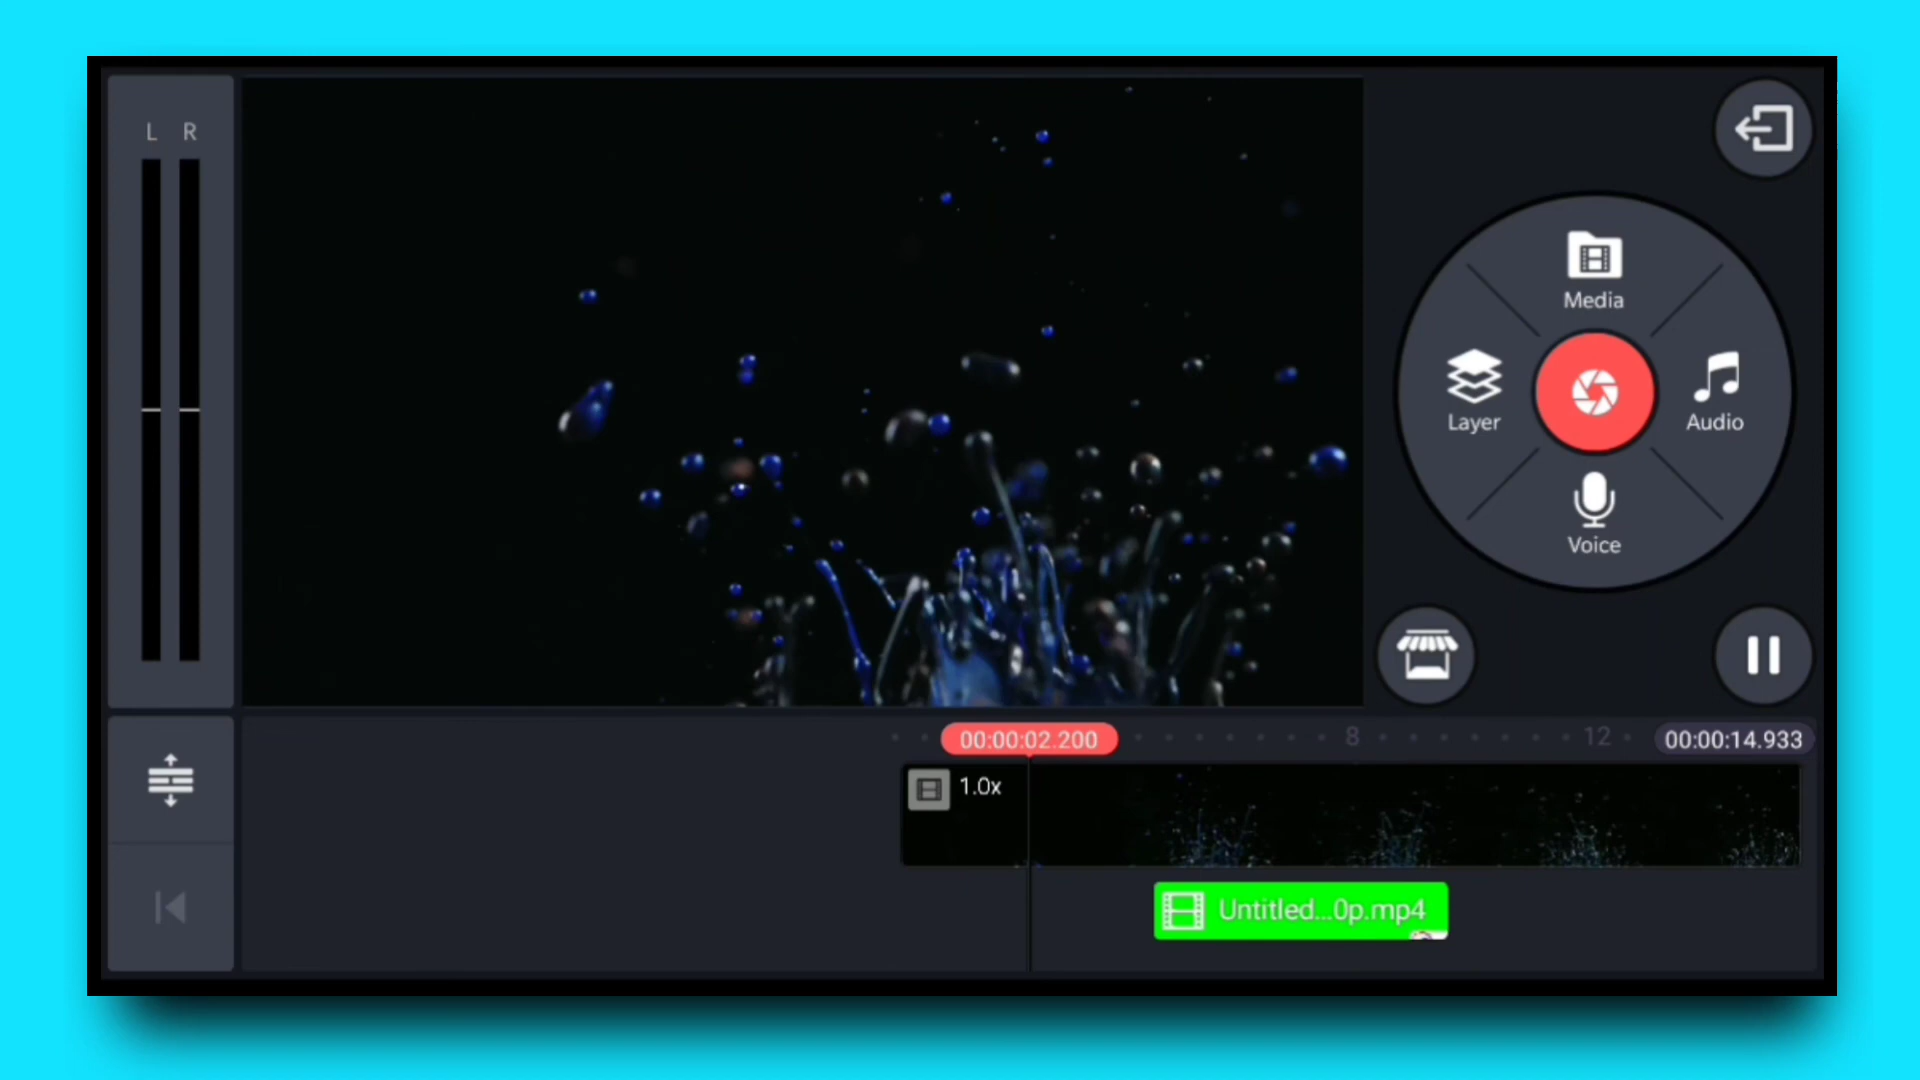 L R
Media
Layer
Audio
Voice
00:00:02.200
8
12
00:00:14.933
1.0x
Untitled...0p.mp4